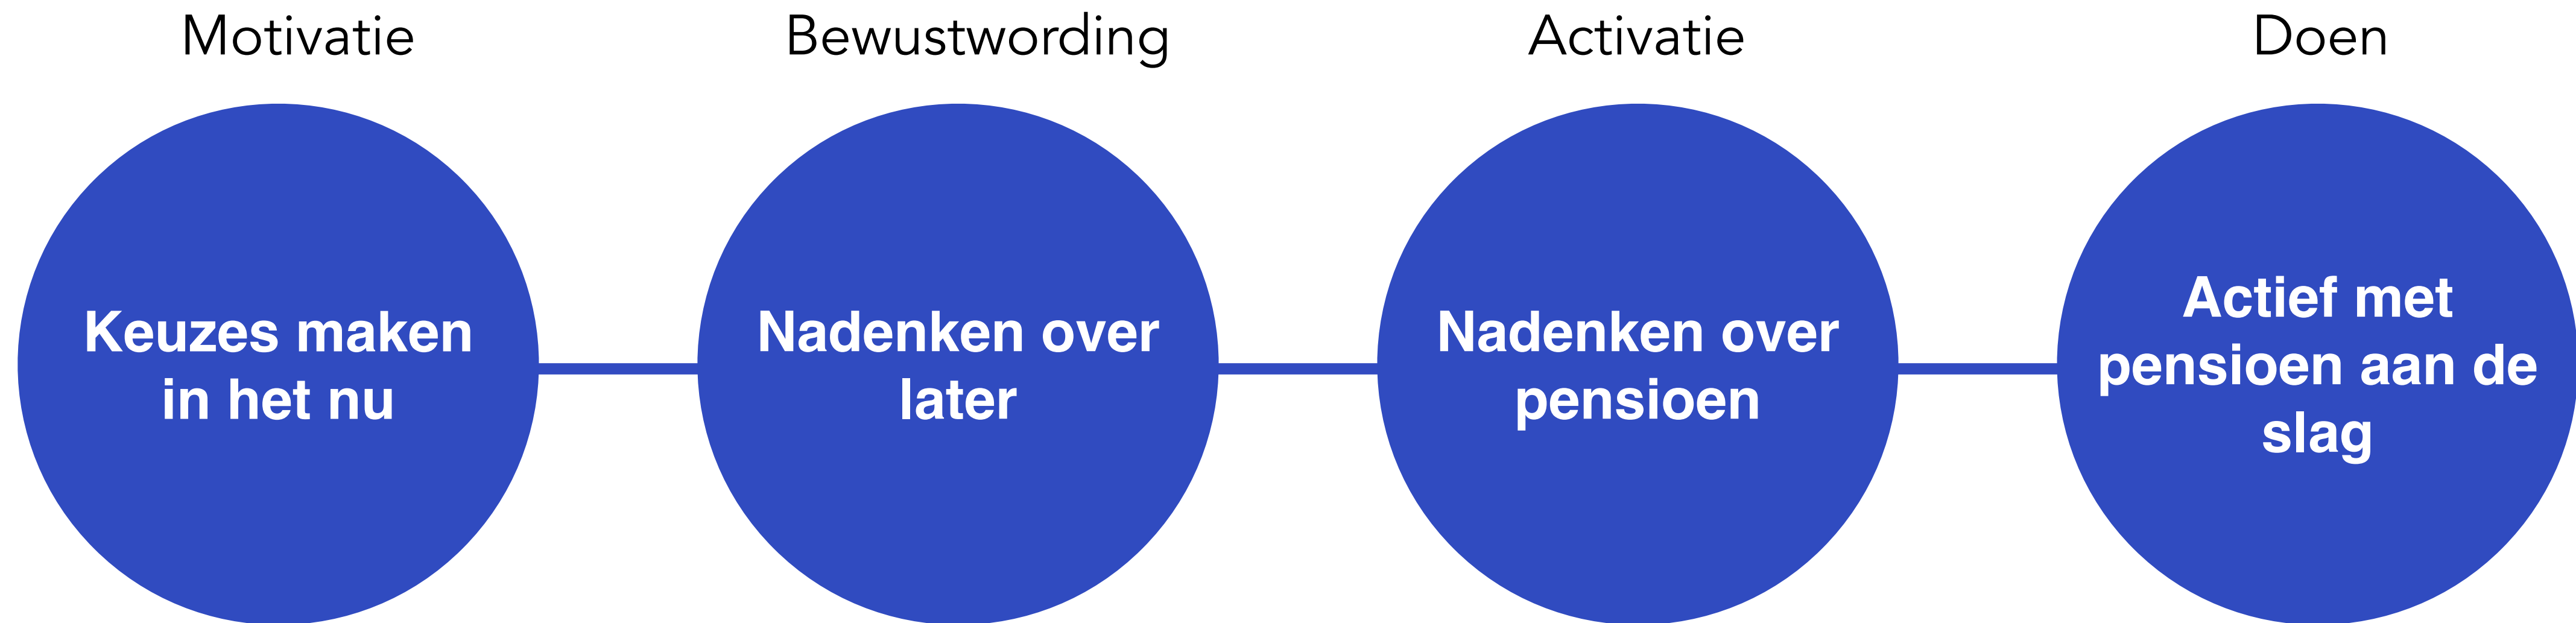 Motivatie
Bewustwording
Activatie
Doen
Keuzes maken
in het nu
Nadenken over
later
Nadenken over
pensioen
Actief met
pensioen aan de
slag